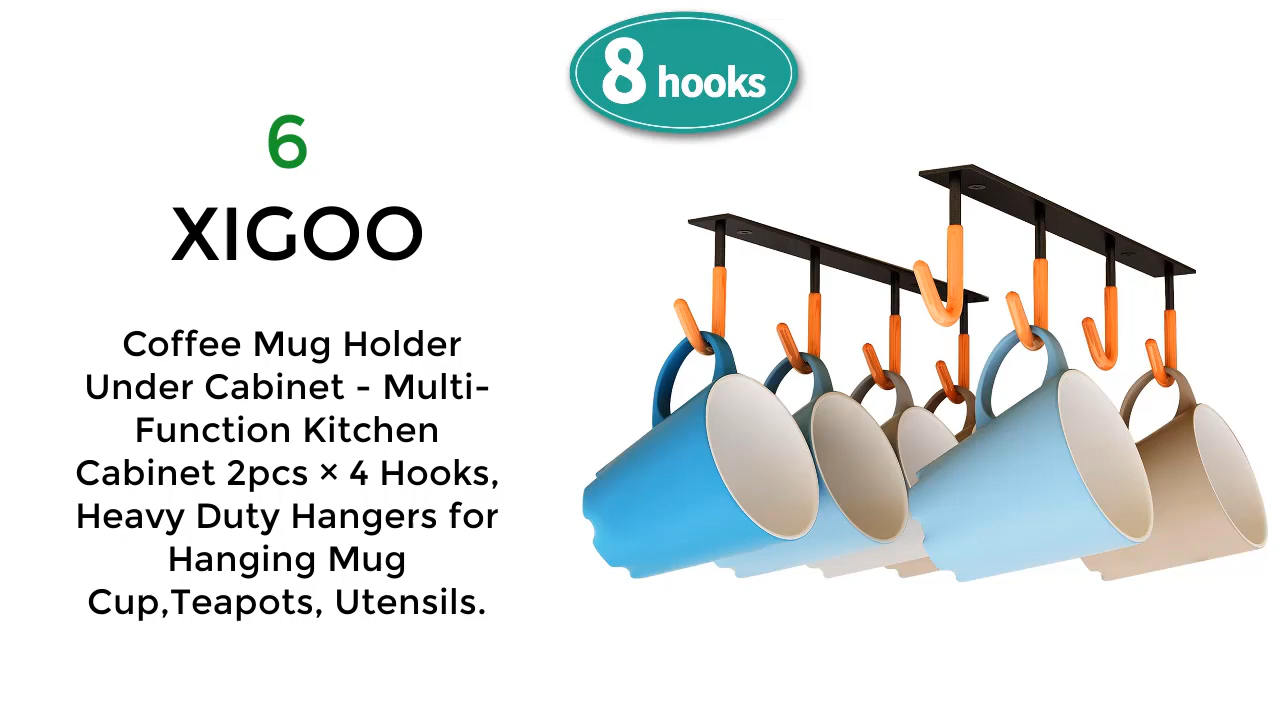 8 hooks
6
XIGOO
Coffee Mug Holder
Under Cabinet - Multi-
Function Kitchen
Cabinet 2pcs × 4 Hooks,
Heavy Duty Hangers for
Hanging Mug
Cup,Teapots, Utensils.